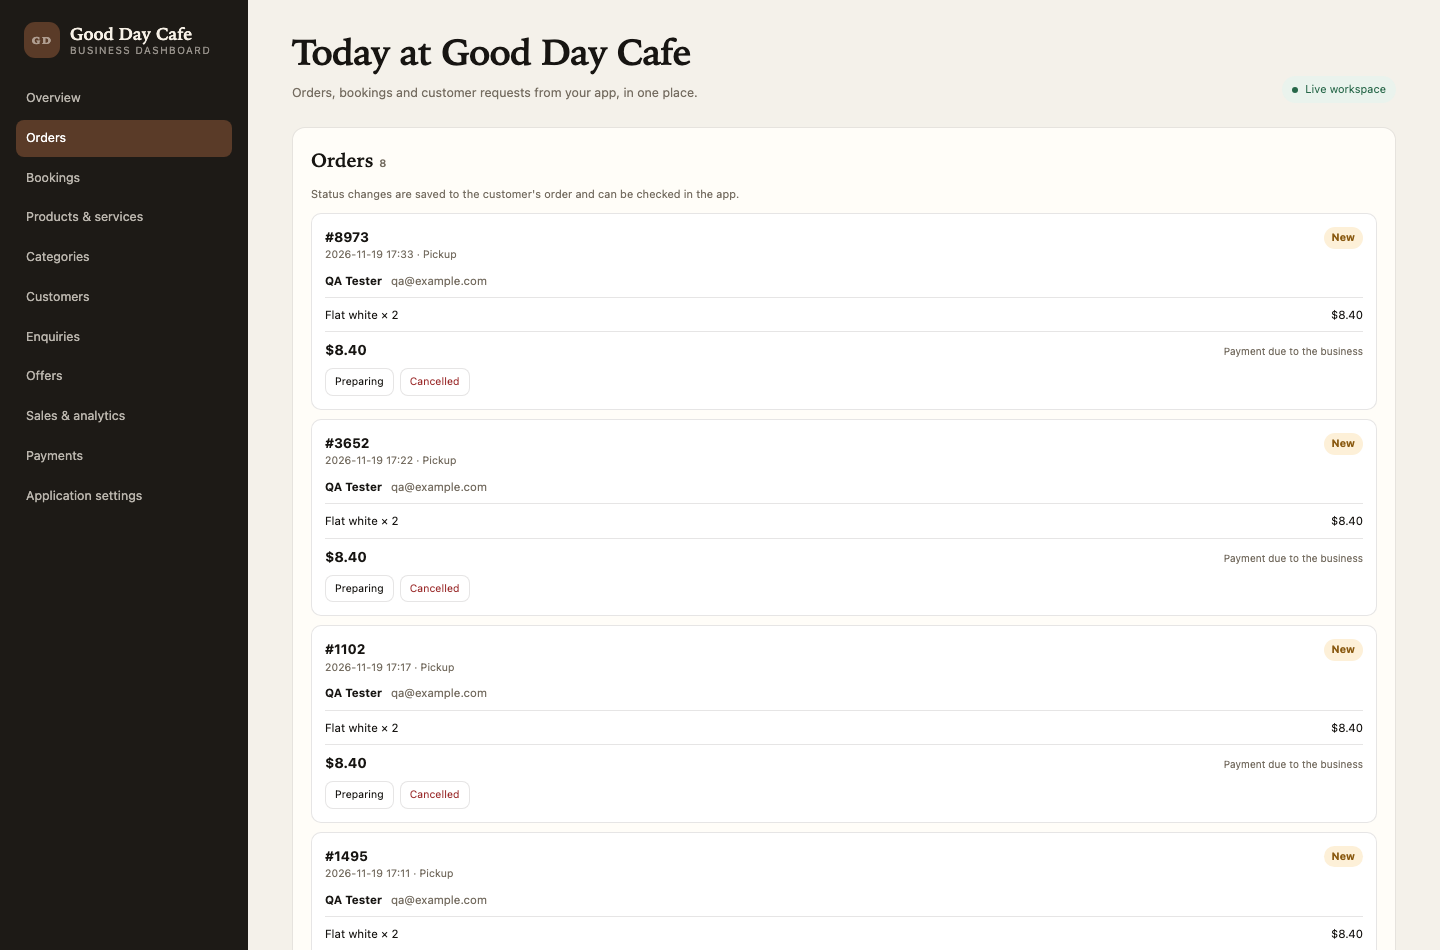 GD
Good Day Cafe
BUSINESS DASHBOARD
Overview
Orders
Bookings
Products & services
Categories
Customers
Enquiries
Offers
Sales & analytics
Payments
Application settings
Today at Good Day Cafe
Orders, bookings and customer requests from your app, in one place.
Live workspace
Orders 8
Status changes are saved to the customer's order and can be checked in the app.
#8973 New
2026-11-19 17:33 · Pickup
QA Tester qa@example.com
Flat white × 2 $8.40
$8.40 Payment due to the business
Preparing Cancelled
#3652 New
2026-11-19 17:22 · Pickup
QA Tester qa@example.com
Flat white × 2 $8.40
$8.40 Payment due to the business
Preparing Cancelled
#1102 New
2026-11-19 17:17 · Pickup
QA Tester qa@example.com
Flat white × 2 $8.40
$8.40 Payment due to the business
Preparing Cancelled
#1495 New
2026-11-19 17:11 · Pickup
QA Tester qa@example.com
Flat white × 2 $8.40